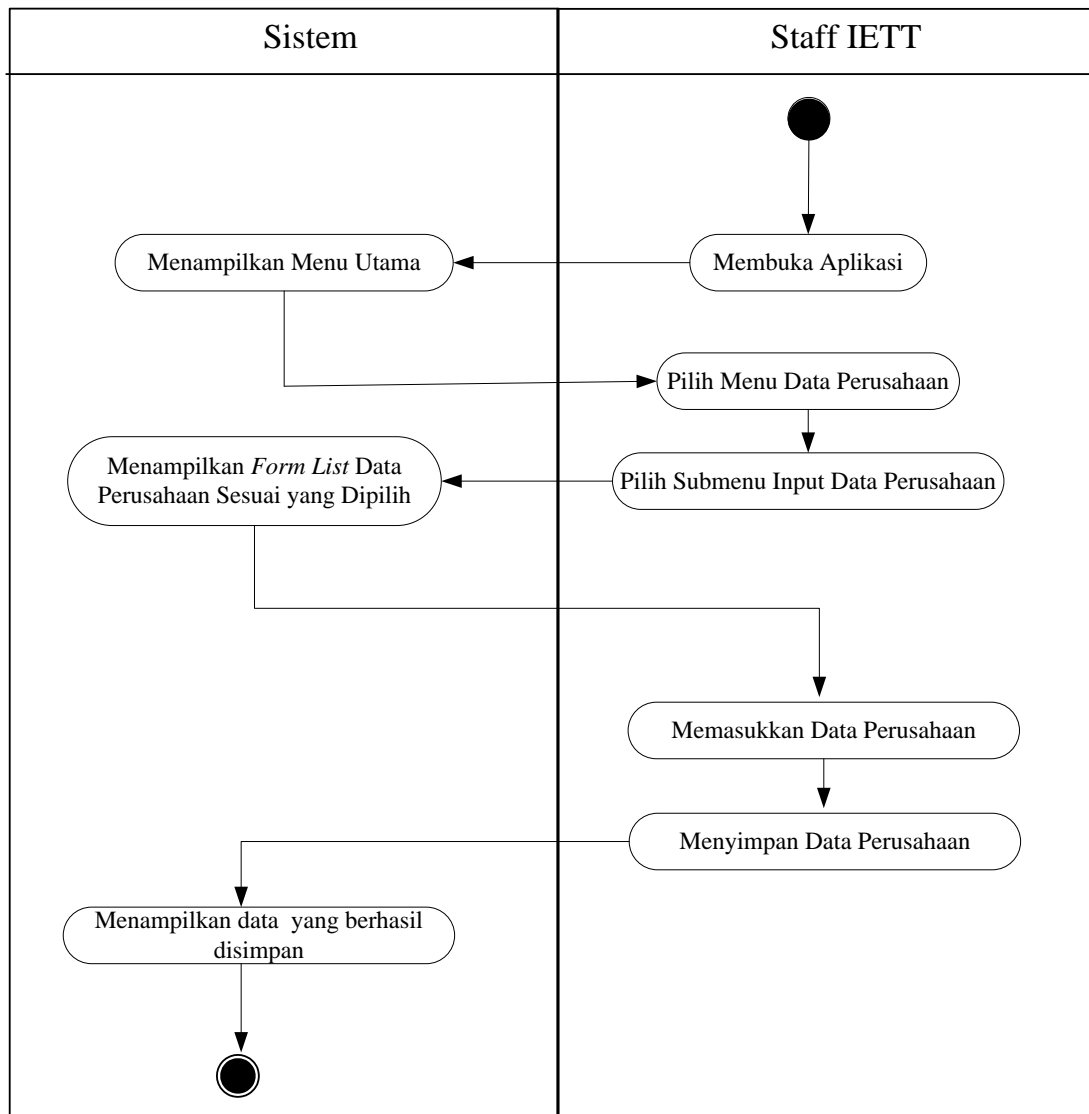 Sistem
Staff IETT
Membuka Aplikasi
Menampilkan Menu Utama
Pilih Menu Data Perusahaan
Pilih Submenu Input Data Perusahaan
Menampilkan Form List Data
Perusahaan Sesuai yang Dipilih
Memasukkan Data Perusahaan
Menyimpan Data Perusahaan
Menampilkan data yang berhasil
disimpan